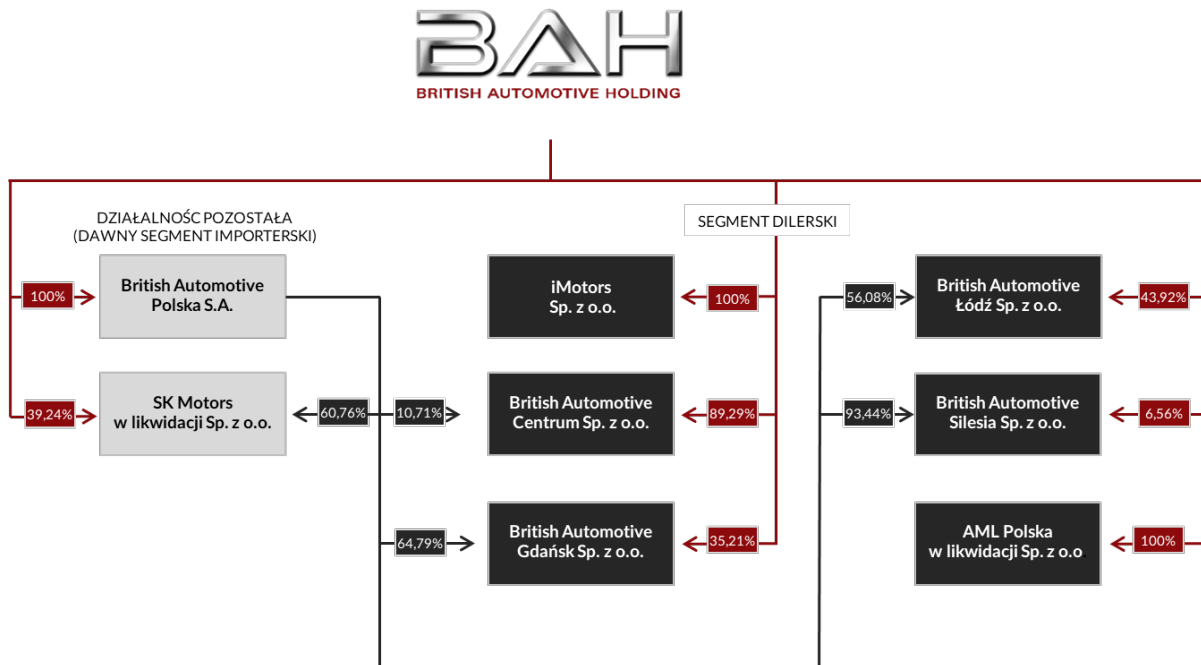 BAH
BRITISH AUTOMOTIVE HOLDING
DZIAŁALNOŚC POZOSTAŁA
(DAWNY SEGMENT IMPORTERSKI)
SEGMENT DILERSKI
100%
British Automotive
Polska S.A.
iMotors
Sp. z o.o.
100%
56,08%
British Automotive
Łódź Sp. z o.o.
43,92%
39,24%
SK Motors
w likwidacji Sp. z o.o.
60,76%
10,71%
British Automotive
Centrum Sp. z o.o.
89,29%
93,44%
British Automotive
Silesia Sp. z o.o.
6,56%
64,79%
British Automotive
Gdańsk Sp. z o.o.
35,21%
AML Polska
w likwidacji Sp. z o.o
100%